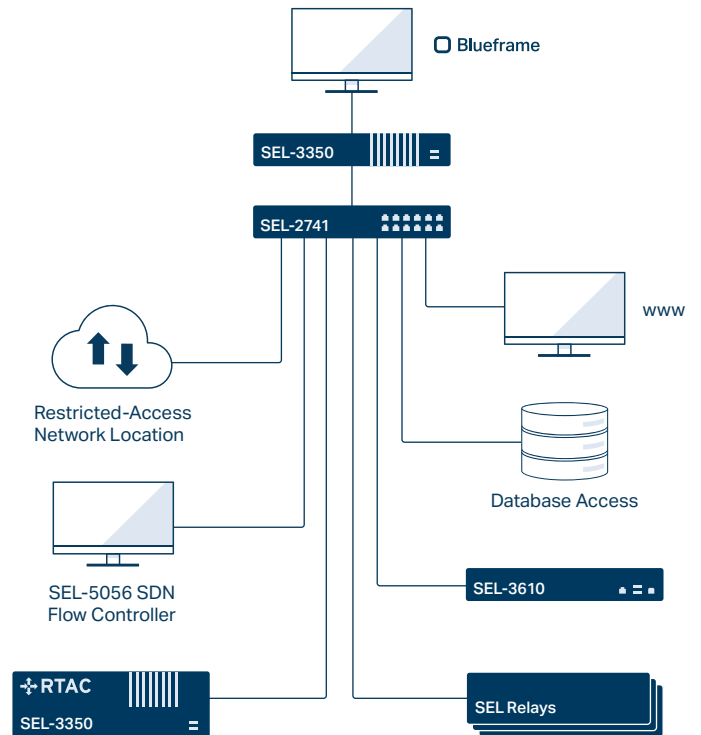 Blueframe
SEL-3350
SEL-2741
www
Restricted-Access
Network Location
Database Access
SEL-5056 SDN
Flow Controller
SEL-3610
RTAC
SEL-3350
SEL Relays